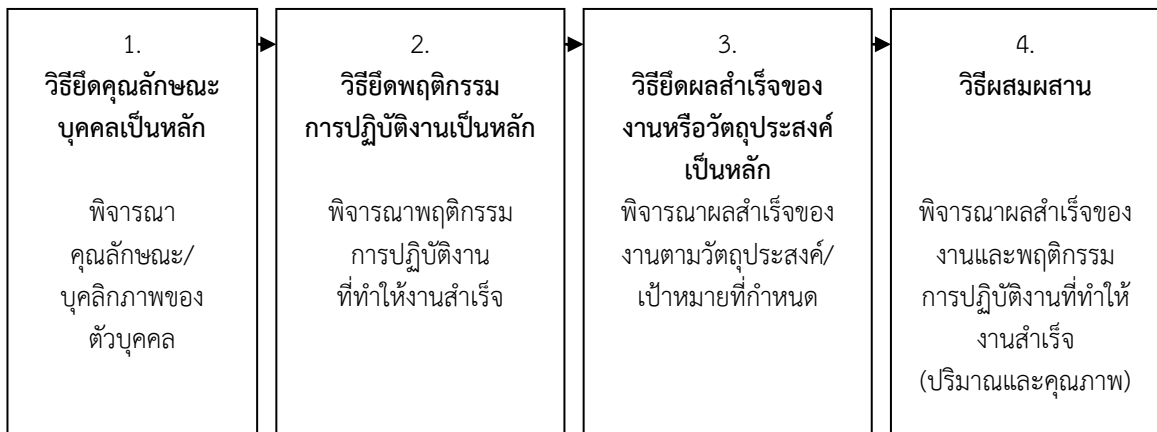 1.
วิธียึดคุณลักษณะ
บุคคลเป็นหลัก
พิจารณา
คุณลักษณะ/
บุคลิกภาพของ
ตัวบุคคล
2.
วิธียึดพฤติกรรม
การปฏิบัติงานเป็นหลัก
พิจารณาพฤติกรรม
การปฏิบัติงาน
ที่ทำให้งานสำเร็จ
3.
วิธียึดผลสำเร็จของ
งานหรือวัตถุประสงค์
เป็นหลัก
พิจารณาผลสำเร็จของ
งานตามวัตถุประสงค์/
เป้าหมายที่กำหนด
4.
วิธีผสมผสาน
พิจารณาผลสำเร็จของ
งานและพฤติกรรม
การปฏิบัติงานที่ทำให้
งานสำเร็จ
(ปริมาณและคุณภาพ)